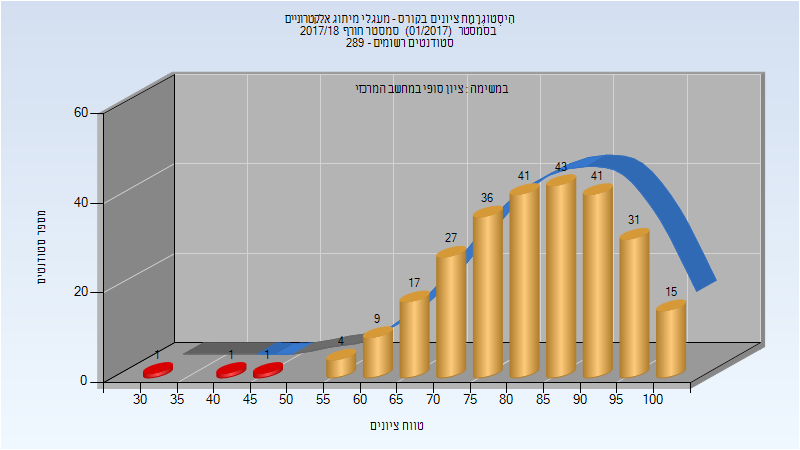 הִיסְטוֹגְרָמַת ציונים בקורס - מעגלי מיתוג אלקטרוניים
בסמסטר (01/2017) סמסטר חורף 2017/18
סטודנטים רשומים - 289
במשימה : ציון סופי במחשב המרכזי
60
40
20
0
מספר סטודנטים
1
1
1
4
9
17
27
36
41
43
41
31
15
30 35 40 45 50 55 60 65 70 75 80 85 90 95 100
טווח ציונים